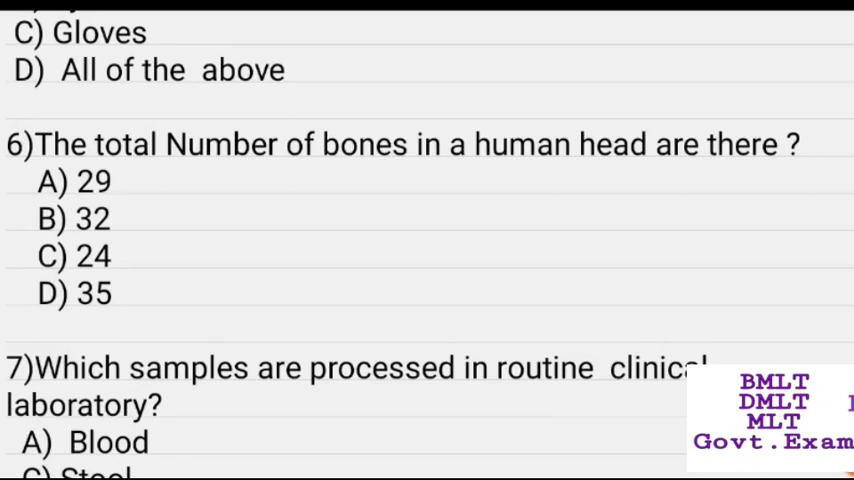 C) Gloves
D) All of the above
6)The total Number of bones in a human head are there ?
A) 29
B) 32
C) 24
D) 35
7)Which samples are processed in routine clinical
laboratory?
A) Blood
C) Stool
BMLT
DMLT
MLT
Govt.Exam